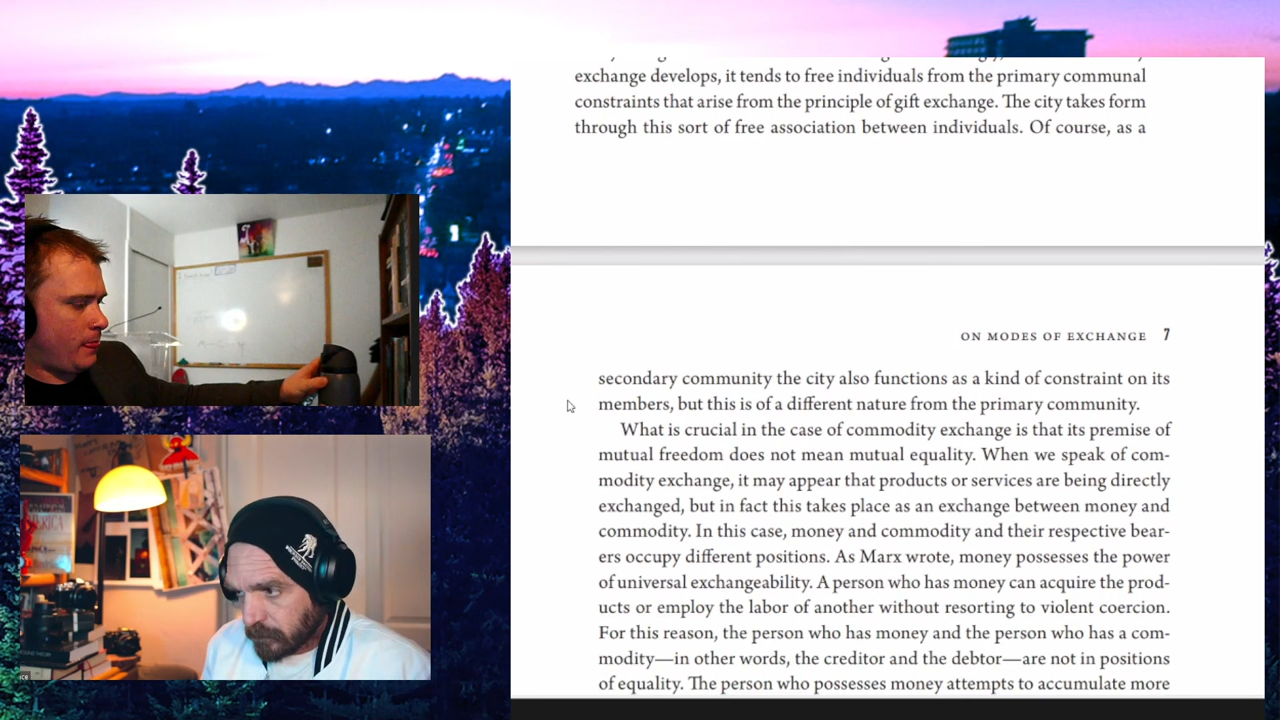 exchange develops, it tends to free individuals from the primary communal
constraints that arise from the principle of gift exchange. The city takes form
through this sort of free association between individuals. Of course, as a
ON MODES OF EXCHANGE 7
secondary community the city also functions as a kind of constraint on its
members, but this is of a different nature from the primary community.
What is crucial in the case of commodity exchange is that its premise of
mutual freedom does not mean mutual equality. When we speak of com-
modity exchange, it may appear that products or services are being directly
exchanged, but in fact this takes place as an exchange between money and
commodity. In this case, money and commodity and their respective bear-
ers occupy different positions. As Marx wrote, money possesses the power
of universal exchangeability. A person who has money can acquire the prod-
ucts or employ the labor of another without resorting to violent coercion.
For this reason, the person who has money and the person who has a com-
modity—in other words, the creditor and the debtor—are not in positions
of equality. The person who possesses money attempts to accumulate more